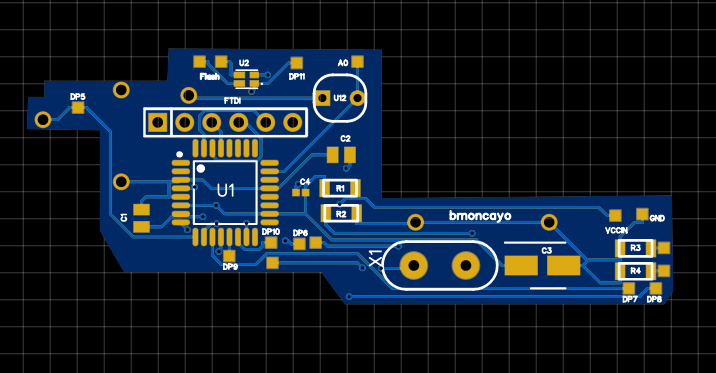 U2
A0
Flash
DP11
DP5
U12
FTDI
C2
U1
C4
R1
R2
C1
bmoncayo
GND
VCCIN
DP10
DP6
X1
C3
R3
R4
DP9
DP7
DP8